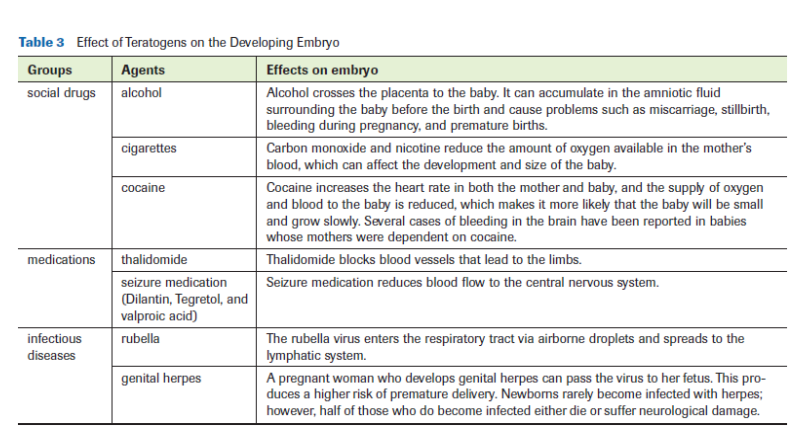 Table 3 Effect of Teratogens on the Developing Embryo
Groups Agents Effects on embryo
social drugs alcohol Alcohol crosses the placenta to the baby. It can accumulate in the amniotic fluid
surrounding the baby before the birth and cause problems such as miscarriage, stillbirth,
bleeding during pregnancy, and premature births.
cigarettes Carbon monoxide and nicotine reduce the amount of oxygen available in the mother's
blood, which can affect the development and size of the baby.
cocaine Cocaine increases the heart rate in both the mother and baby, and the supply of oxygen
and blood to the baby is reduced, which makes it more likely that the baby will be small
and grow slowly. Several cases of bleeding in the brain have been reported in babies
whose mothers were dependent on cocaine.
medications thalidomide Thalidomide blocks blood vessels that lead to the limbs.
seizure medication Seizure medication reduces blood flow to the central nervous system.
(Dilantin, Tegretol, and
valproic acid)
infectious rubella The rubella virus enters the respiratory tract via airborne droplets and spreads to the
diseases lymphatic system.
genital herpes A pregnant woman who develops genital herpes can pass the virus to her fetus. This pro-
duces a higher risk of premature delivery. Newborns rarely become infected with herpes;
however, half of those who do become infected either die or suffer neurological damage.